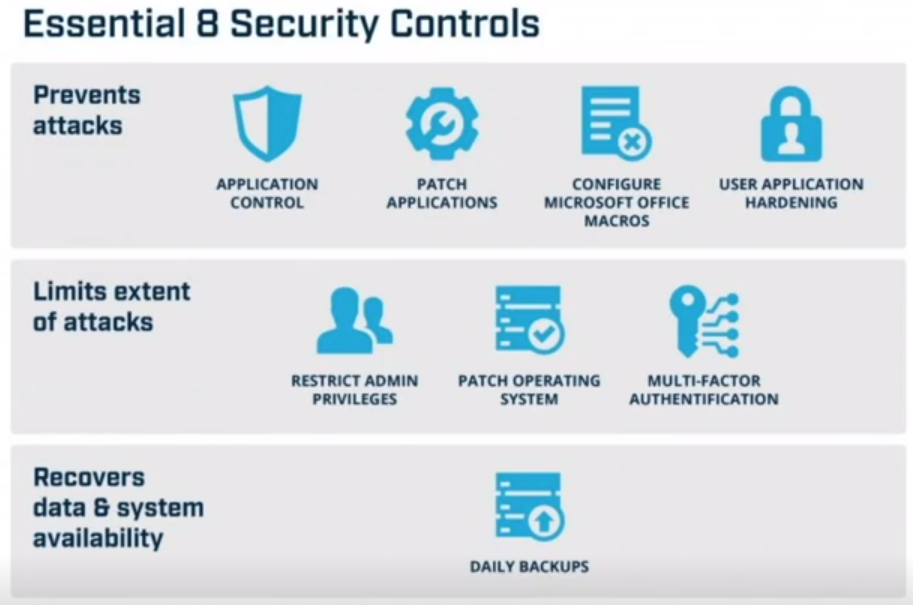 Essential 8 Security Controls
Prevents
attacks
APPLICATION
CONTROL
PATCH
APPLICATIONS
CONFIGURE
MICROSOFT OFFICE
MACROS
USER APPLICATION
HARDENING
Limits extent
of attacks
RESTRICT ADMIN
PRIVILEGES
PATCH OPERATING
SYSTEM
MULTI-FACTOR
AUTHENTIFICATION
Recovers
data & system
availability
DAILY BACKUPS